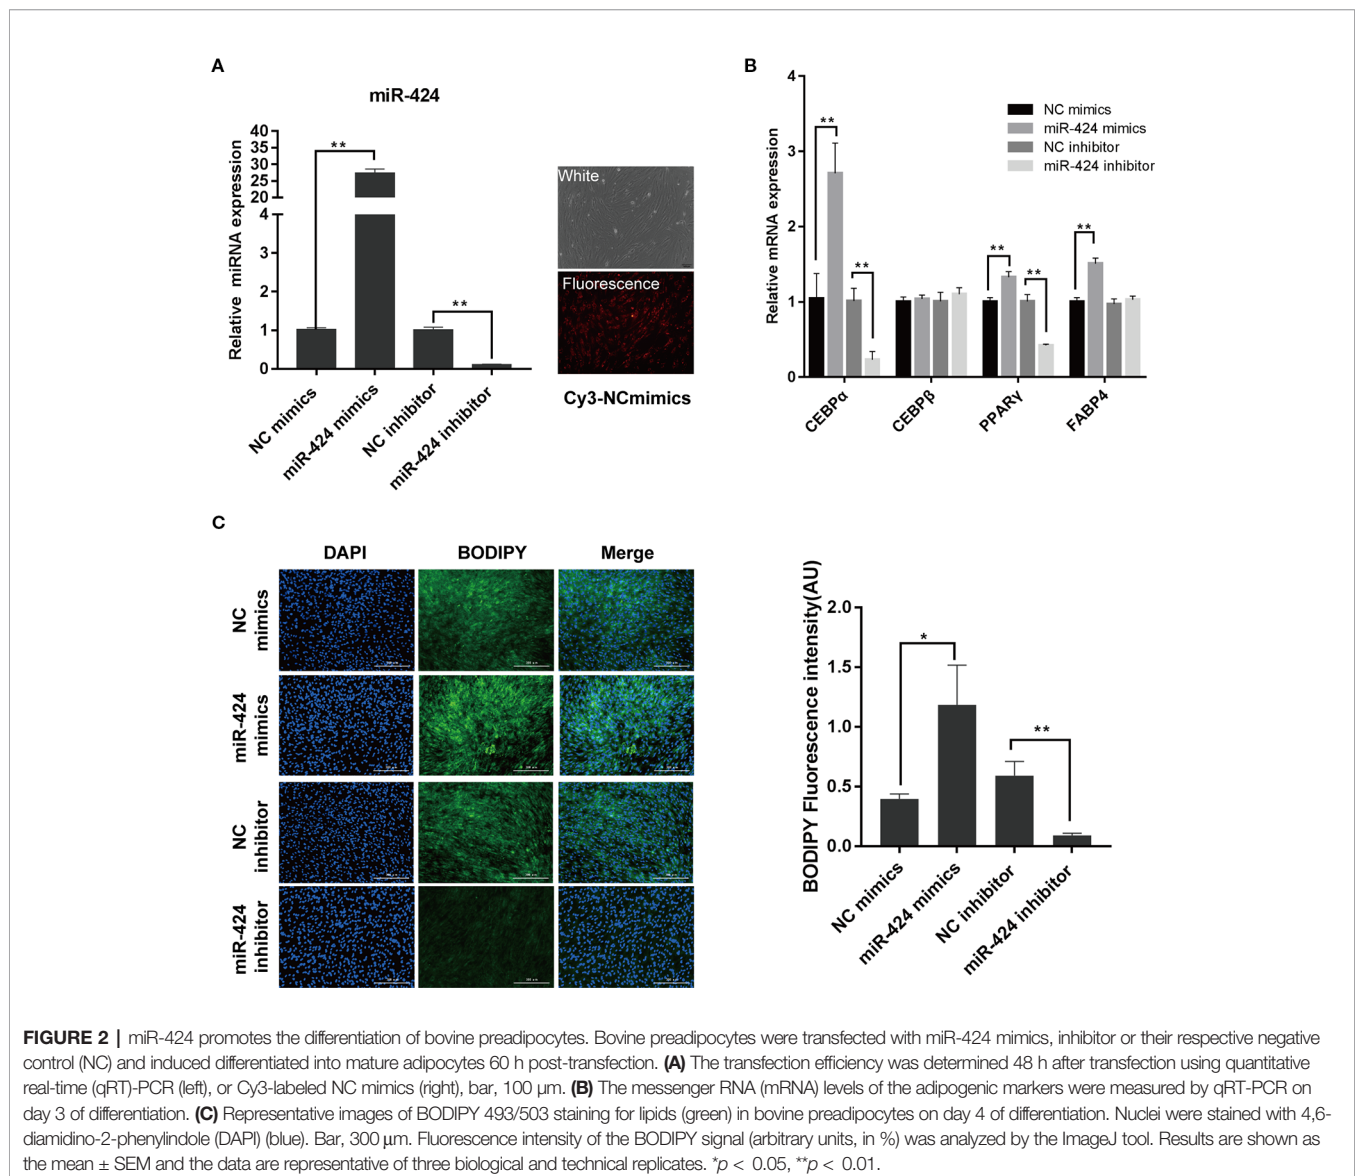 A
miR-424
Relative miRNA expression
40
35
30
25
20
4
3
2
1
0
**
**
NC mimics
miR-424 mimics
NC inhibitor
miR-424 inhibitor
White
Fluorescence
Cy3-NCmimics
B
Relative mRNA expression
4
3
2
1
0
**
**
**
**
**
NC mimics
miR-424 mimics
NC inhibitor
miR-424 inhibitor
CEBPα
CEBPβ
PPARγ
FABP4
C
DAPI BODIPY Merge
NC
mimics
miR-424
mimics
NC
inhibitor
miR-424
inhibitor
BODIPY Fluorescence intensity(AU)
2.0
1.5
1.0
0.5
0.0
*
**
NC mimics
miR-424 mimics
NC inhibitor
miR-424 inhibitor
FIGURE 2 | miR-424 promotes the differentiation of bovine preadipocytes. Bovine preadipocytes were transfected with miR-424 mimics, inhibitor or their respective negative
control (NC) and induced differentiated into mature adipocytes 60 h post-transfection. (A) The transfection efficiency was determined 48 h after transfection using quantitative
real-time (qRT)-PCR (left), or Cy3-labeled NC mimics (right), bar, 100 µm. (B) The messenger RNA (mRNA) levels of the adipogenic markers were measured by qRT-PCR on
day 3 of differentiation. (C) Representative images of BODIPY 493/503 staining for lipids (green) in bovine preadipocytes on day 4 of differentiation. Nuclei were stained with 4,6-
diamidino-2-phenylindole (DAPI) (blue). Bar, 300 µm. Fluorescence intensity of the BODIPY signal (arbitrary units, in %) was analyzed by the ImageJ tool. Results are shown as
the mean ± SEM and the data are representative of three biological and technical replicates. *p < 0.05, **p < 0.01.